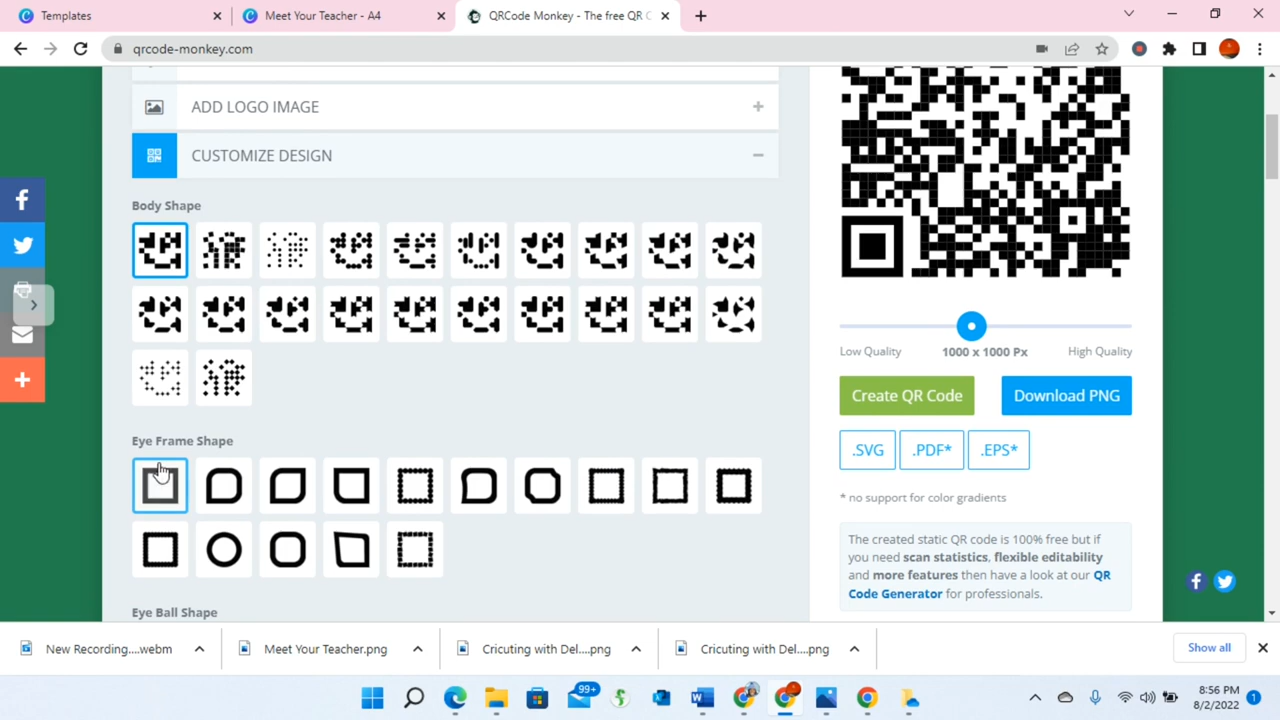 Templates
Meet Your Teacher - A4
QRCode Monkey - The free QR C
qrcode-monkey.com
ADD LOGO IMAGE
CUSTOMIZE DESIGN
Body Shape
Eye Frame Shape
Eye Ball Shape
Low Quality
1000 x 1000 Px
High Quality
Create QR Code
Download PNG
.SVG
.PDF*
.EPS*
* no support for color gradients
The created static QR code is 100% free but if
you need scan statistics, flexible editability
and more features then have a look at our QR
Code Generator for professionals.
New Recording....webm
Meet Your Teacher.png
Cricuting with Del....png
Cricuting with Del....png
Show all
99+
8:56 PM
8/2/2022
1